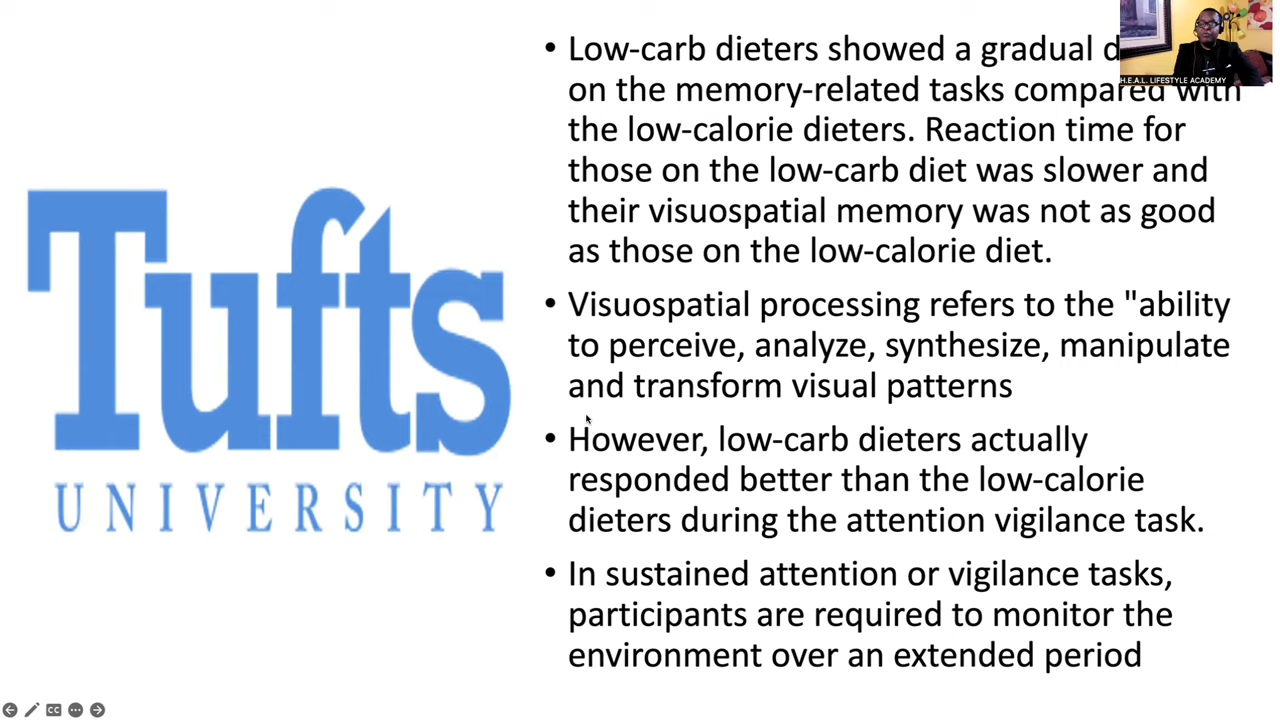 Tufts
UNIVERSITY
• Low-carb dieters showed a gradual
on the memory-related tasks compared with
the low-calorie dieters. Reaction time for
those on the low-carb diet was slower and
their visuospatial memory was not as good
as those on the low-calorie diet.
• Visuospatial processing refers to the "ability
to perceive, analyze, synthesize, manipulate
and transform visual patterns
• However, low-carb dieters actually
responded better than the low-calorie
dieters during the attention vigilance task.
• In sustained attention or vigilance tasks,
participants are required to monitor the
environment over an extended period
H.E.A.L. LIFESTYLE ACADEMY
CC